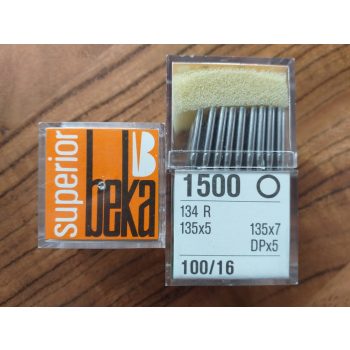 superior
beka
1500
134 R
135x5 135x7
DPx5
100/16